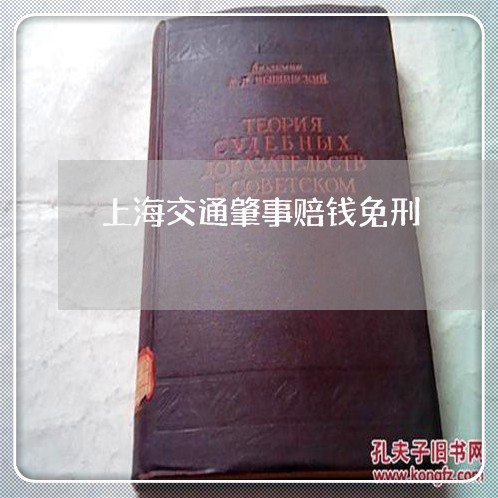 Академик
А. Я. ВЫШИНСКИЙ
ТЕОРИЯ
СУДЕБНЫХ
ДОКАЗАТЕЛЬСТВ
В СОВЕТСКОМ
上海交通肇事赔钱免刑
孔夫子旧书网
kongfz.com